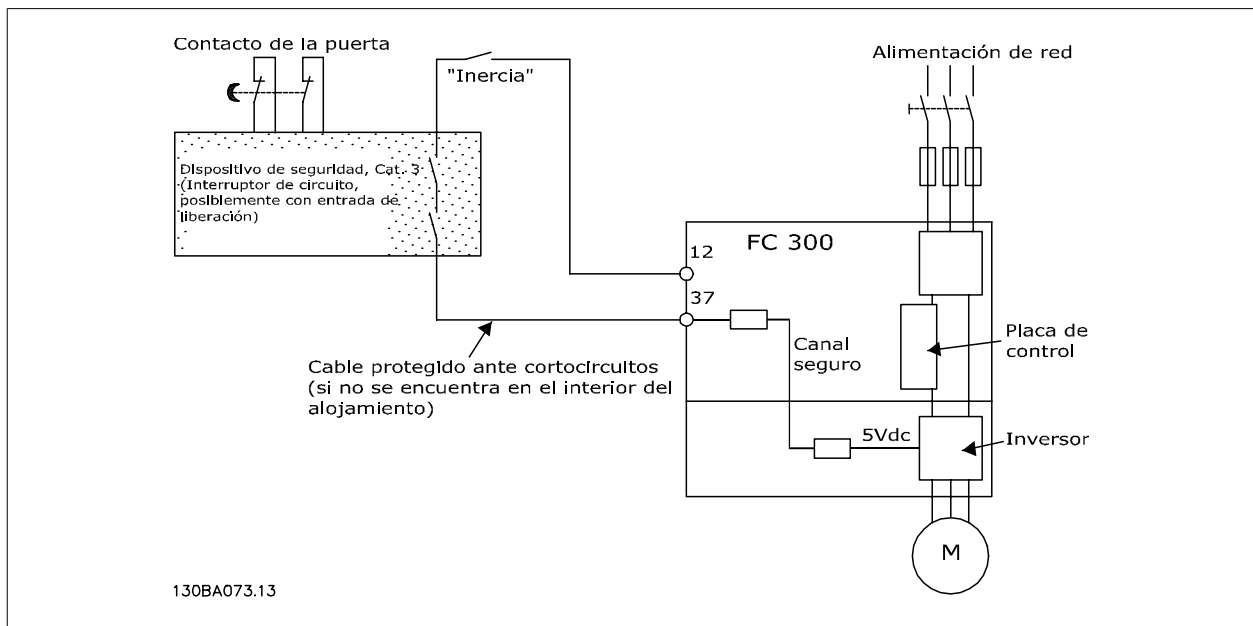 Contacto de la puerta
"Inercia"
Alimentación de red
Dispositivo de seguridad, Cat. 3
(Interruptor de circuito,
posiblemente con entrada de
liberación)
FC 300
12
37
Canal
seguro
Placa de
control
Cable protegido ante cortocircuitos
(si no se encuentra en el interior del
alojamiento)
5Vdc
Inversor
M
130BA073.13